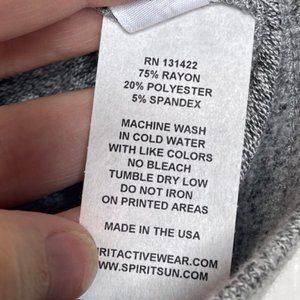 RN 131422
75% RAYON
20% POLYESTER
5% SPANDEX
MACHINE WASH
IN COLD WATER
WITH LIKE COLORS
NO BLEACH
TUMBLE DRY LOW
DO NOT IRON
ON PRINTED AREAS
MADE IN THE USA
RITACTIVEWEAR.COM
WWW.SPIRITSUN.COM